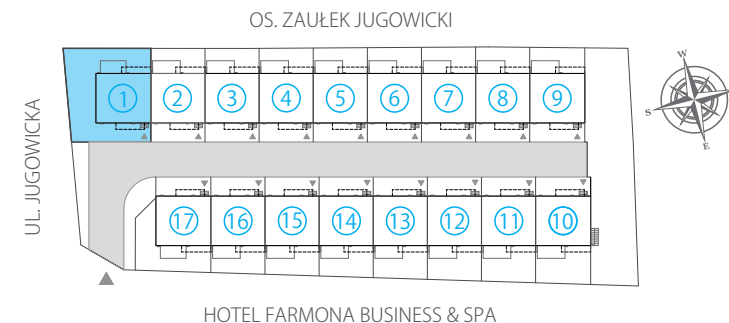 OS. ZAUŁEK JUGOWICKI
W
S
E
UL. JUGOWICKA
1 2 3 4 5 6 7 8 9
17 16 15 14 13 12 11 10
HOTEL FARMONA BUSINESS & SPA